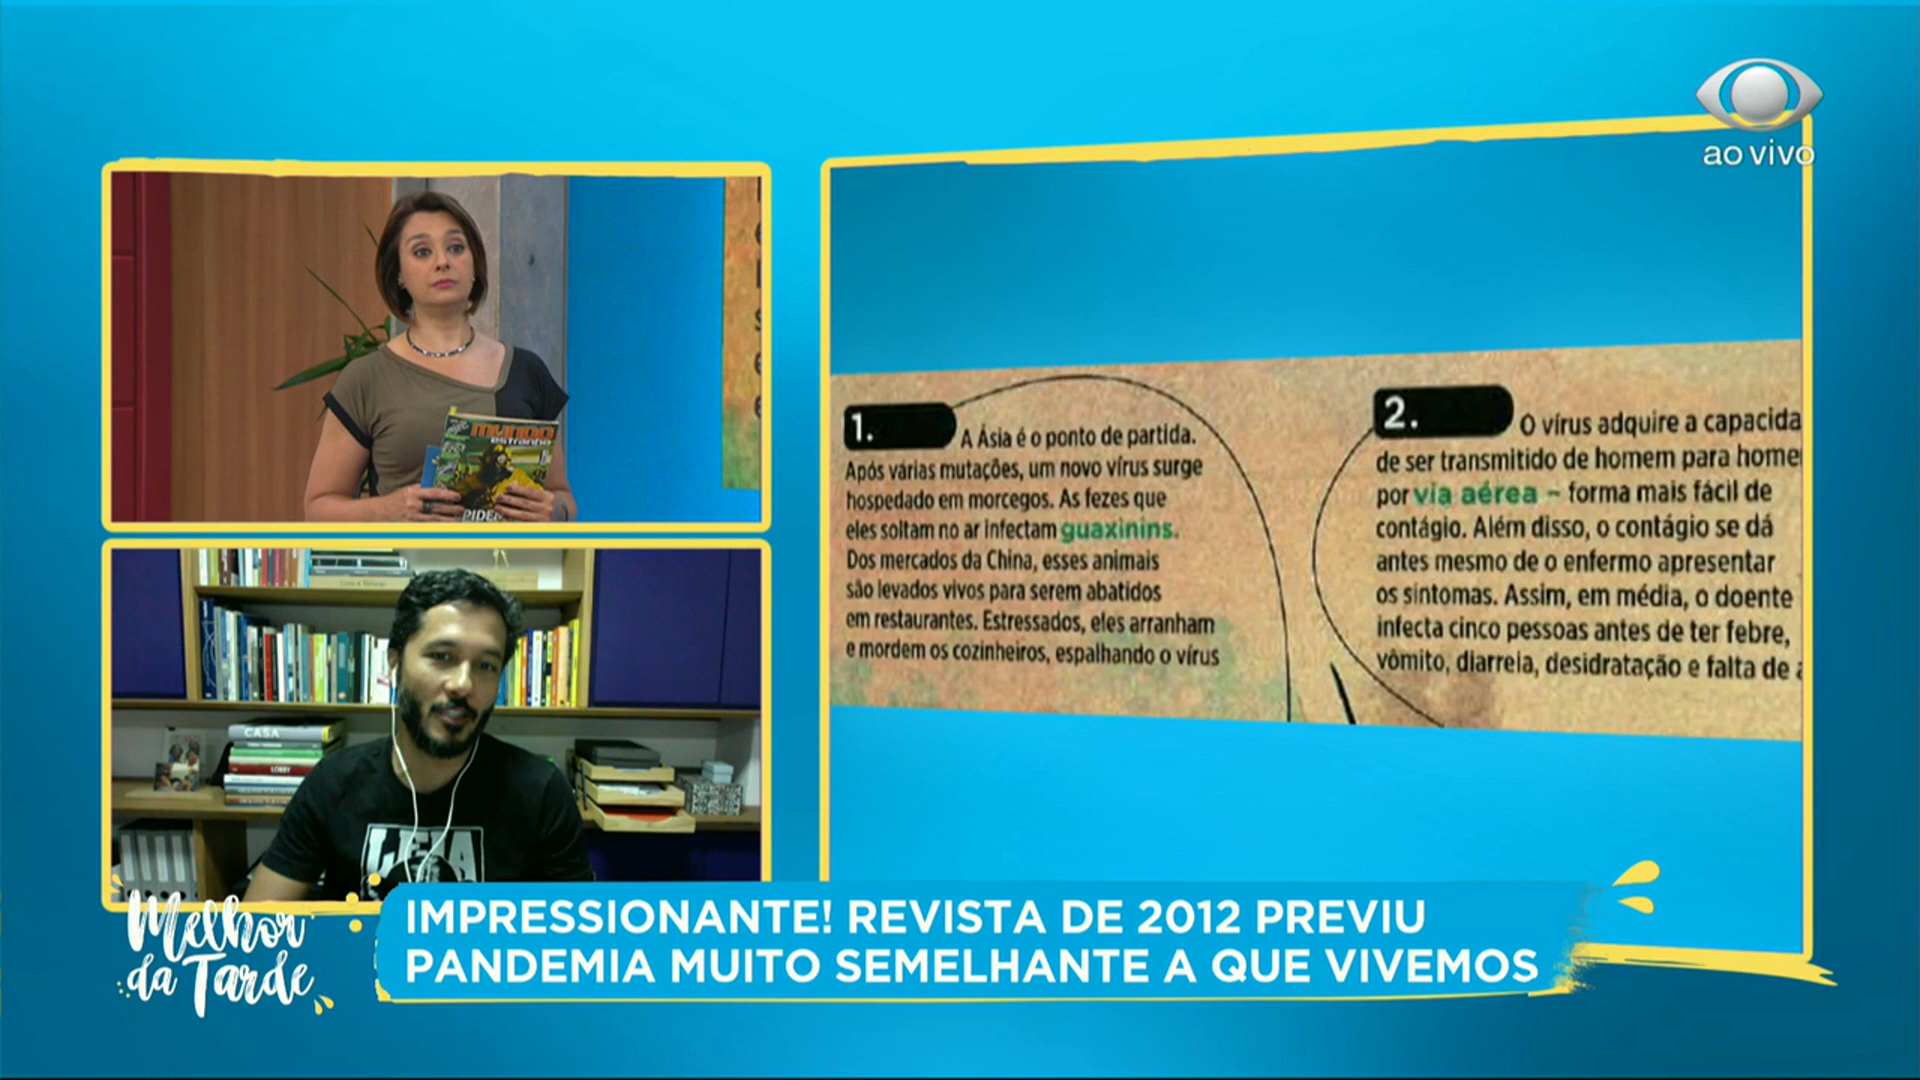 ao vivo
mundo
estranho
1.
A Ásia é o ponto de partida.
Após várias mutações, um novo vírus surge
hospedado em morcegos. As fezes que
eles soltam no ar infectam guaxinins.
Dos mercados da China, esses animais
são levados vivos para serem abatidos
em restaurantes. Estressados, eles arranham
e mordem os cozinheiros, espalhando o vírus
2.
O vírus adquire a capacida
de ser transmitido de homem para home
por via aérea – forma mais fácil de
contágio. Além disso, o contágio se dá
antes mesmo de o enfermo apresentar
os sintomas. Assim, em média, o doente
infecta cinco pessoas antes de ter febre,
vômito, diarreia, desidratação e falta de a
CASA
LOBBY
LEIA
Melhor
da Tarde
IMPRESSIONANTE! REVISTA DE 2012 PREVIU
PANDEMIA MUITO SEMELHANTE A QUE VIVEMOS